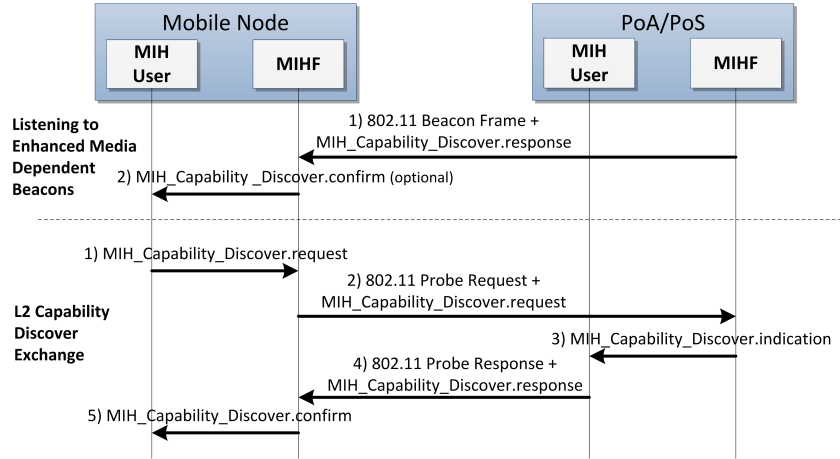 Mobile Node
PoA/PoS
MIH
User
MIHF
MIH
User
MIHF
Listening to
Enhanced Media
Dependent
Beacons
1) 802.11 Beacon Frame +
MIH_Capability_Discover.response
2) MIH_Capability _Discover.confirm (optional)
L2 Capability
Discover
Exchange
1) MIH_Capability_Discover.request
2) 802.11 Probe Request +
MIH_Capability_Discover.request
3) MIH_Capability_Discover.indication
4) 802.11 Probe Response +
MIH_Capability_Discover.response
5) MIH_Capability_Discover.confirm